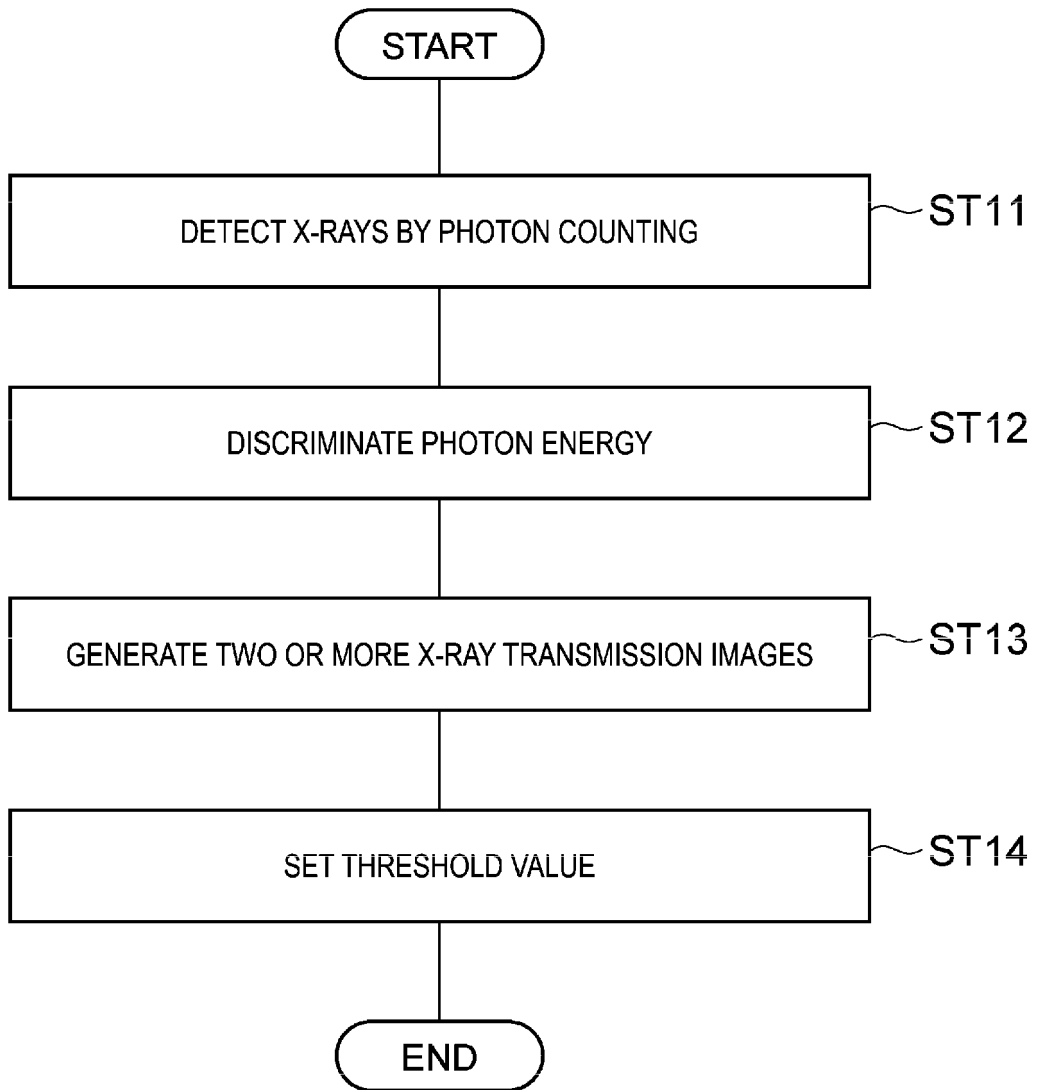 START
DETECT X-RAYS BY PHOTON COUNTING
ST11
DISCRIMINATE PHOTON ENERGY
ST12
GENERATE TWO OR MORE X-RAY TRANSMISSION IMAGES
ST13
SET THRESHOLD VALUE
ST14
END